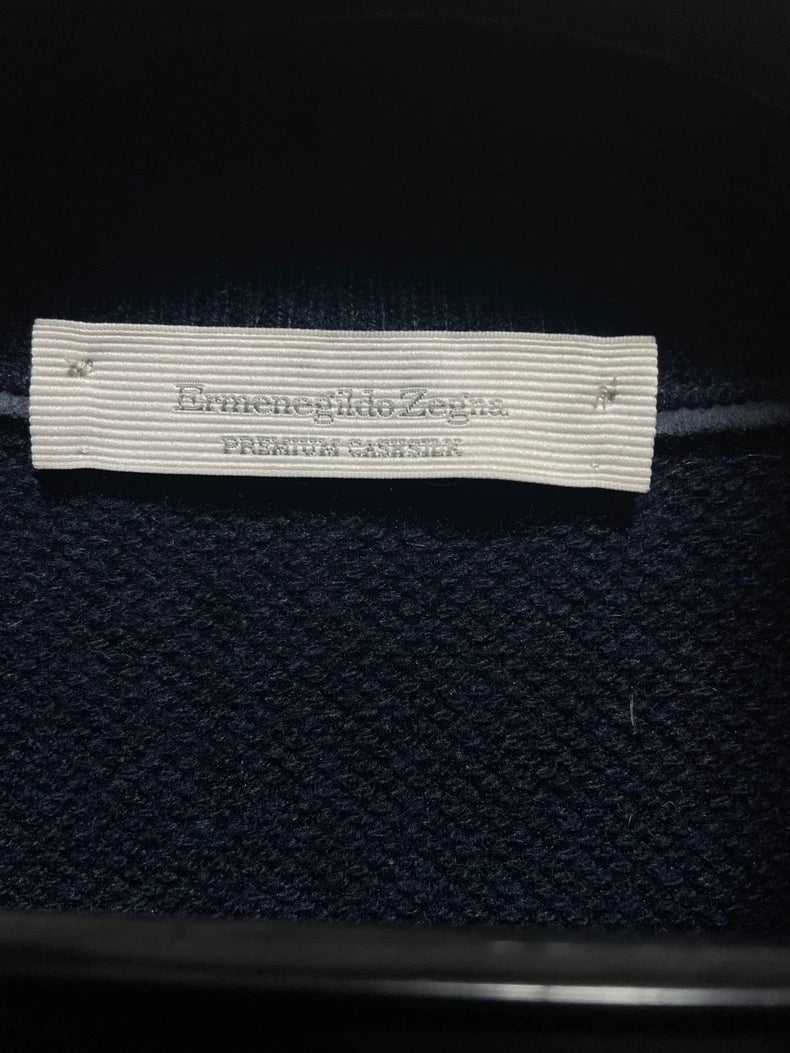 Ermenegildo Zegna
PREMIUM CASHSILK